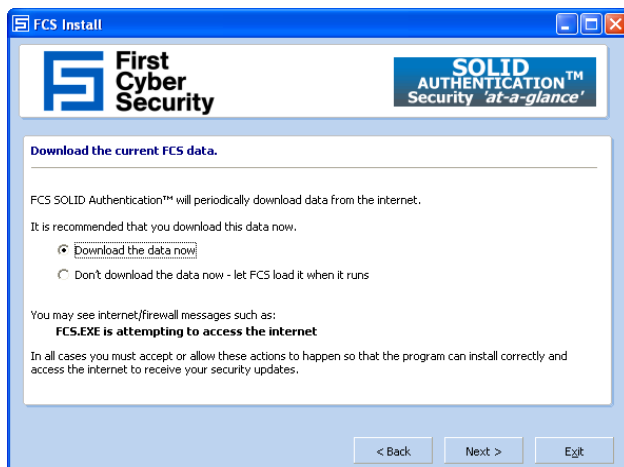 FCS Install
First
Cyber
Security
SOLID
AUTHENTICATION™
Security 'at-a-glance'
Download the current FCS data.
FCS SOLID Authentication™ will periodically download data from the internet.
It is recommended that you download this data now.
Download the data now
Don't download the data now - let FCS load it when it runs
You may see internet/firewall messages such as:
FCS.EXE is attempting to access the internet
In all cases you must accept or allow these actions to happen so that the program can install correctly and
access the internet to receive your security updates.
< Back
Next >
Exit